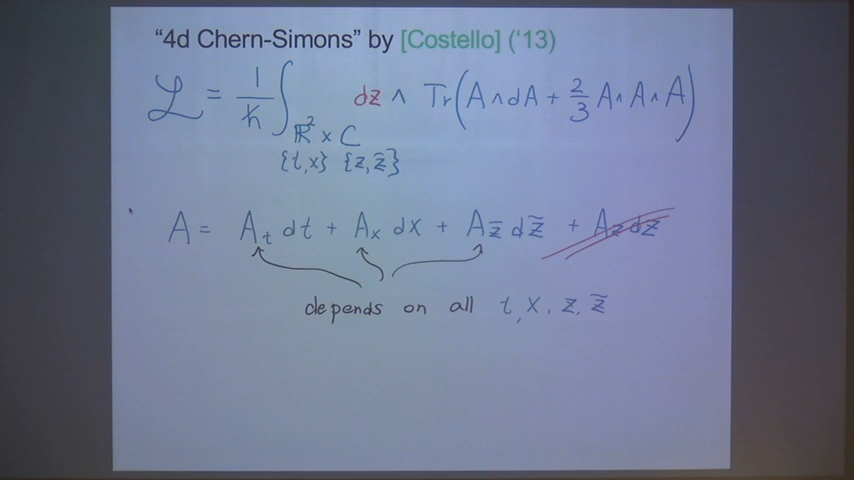 “4d Chern-Simons” by [Costello] (‘13)
ℒ = 1/ℏ ∫ dz ∧ Tr(A∧dA + 2/3 A∧A∧A)
ℝ² × C
{t,x} {z,z̄}
A = A_t dt + A_x dx + A_z̄ dz̄ + A_z dz
depends on all t, x, z, z̄